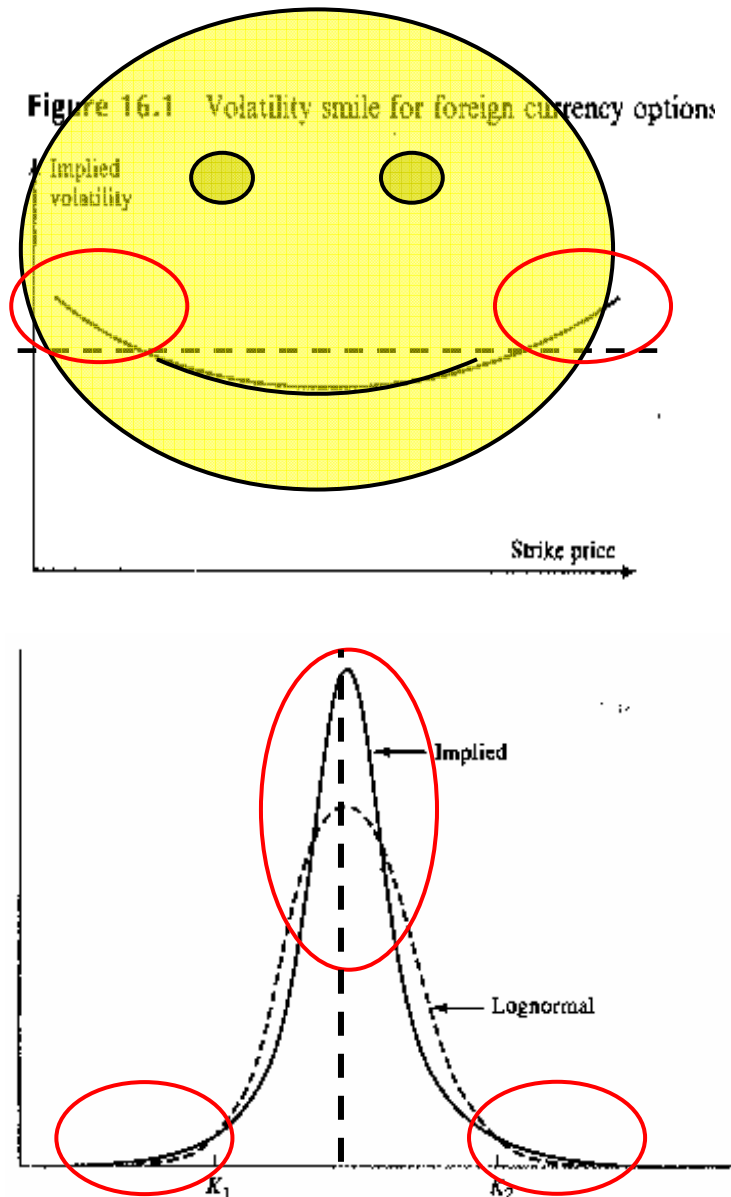 Figure 16.1 Volatility smile for foreign currency options
Implied
volatility
Strike price
Implied
Lognormal
K₁
K₂